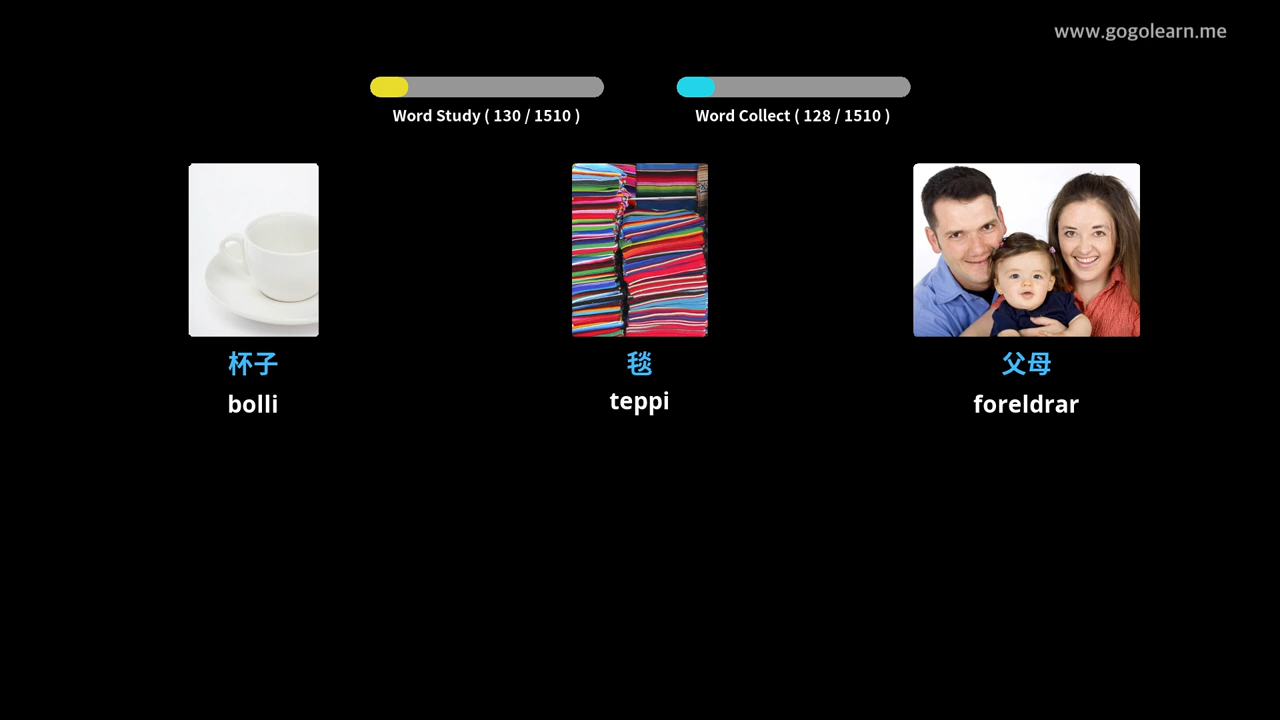 www.gogolearn.me
Word Study ( 130 / 1510 )
Word Collect ( 128 / 1510 )
杯子
毯
父母
bolli
teppi
foreldrar